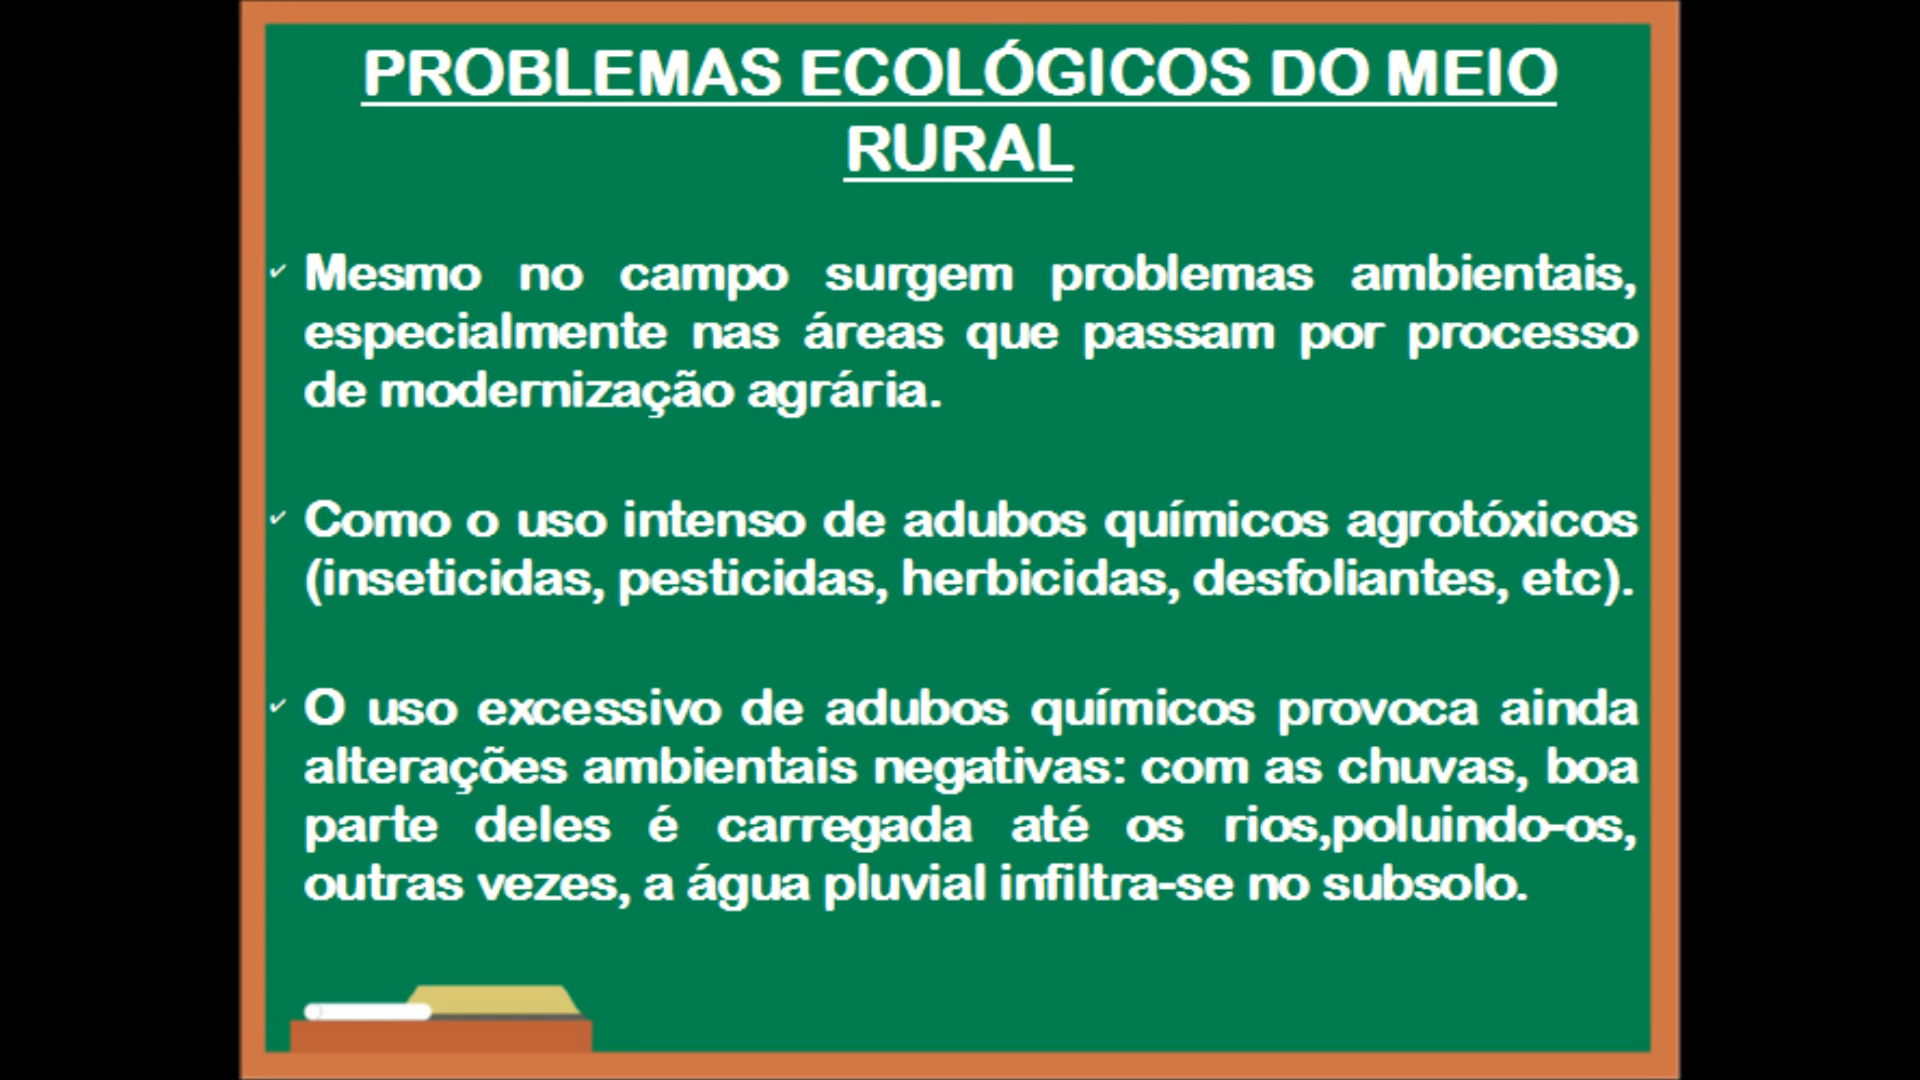 PROBLEMAS ECOLÓGICOS DO MEIO
RURAL
✓ Mesmo no campo surgem problemas ambientais,
especialmente nas áreas que passam por processo
de modernização agrária.
✓ Como o uso intenso de adubos químicos agrotóxicos
(inseticidas, pesticidas, herbicidas, desfoliantes, etc).
✓ O uso excessivo de adubos químicos provoca ainda
alterações ambientais negativas: com as chuvas, boa
parte deles é carregada até os rios,poluindo-os,
outras vezes, a água pluvial infiltra-se no subsolo.